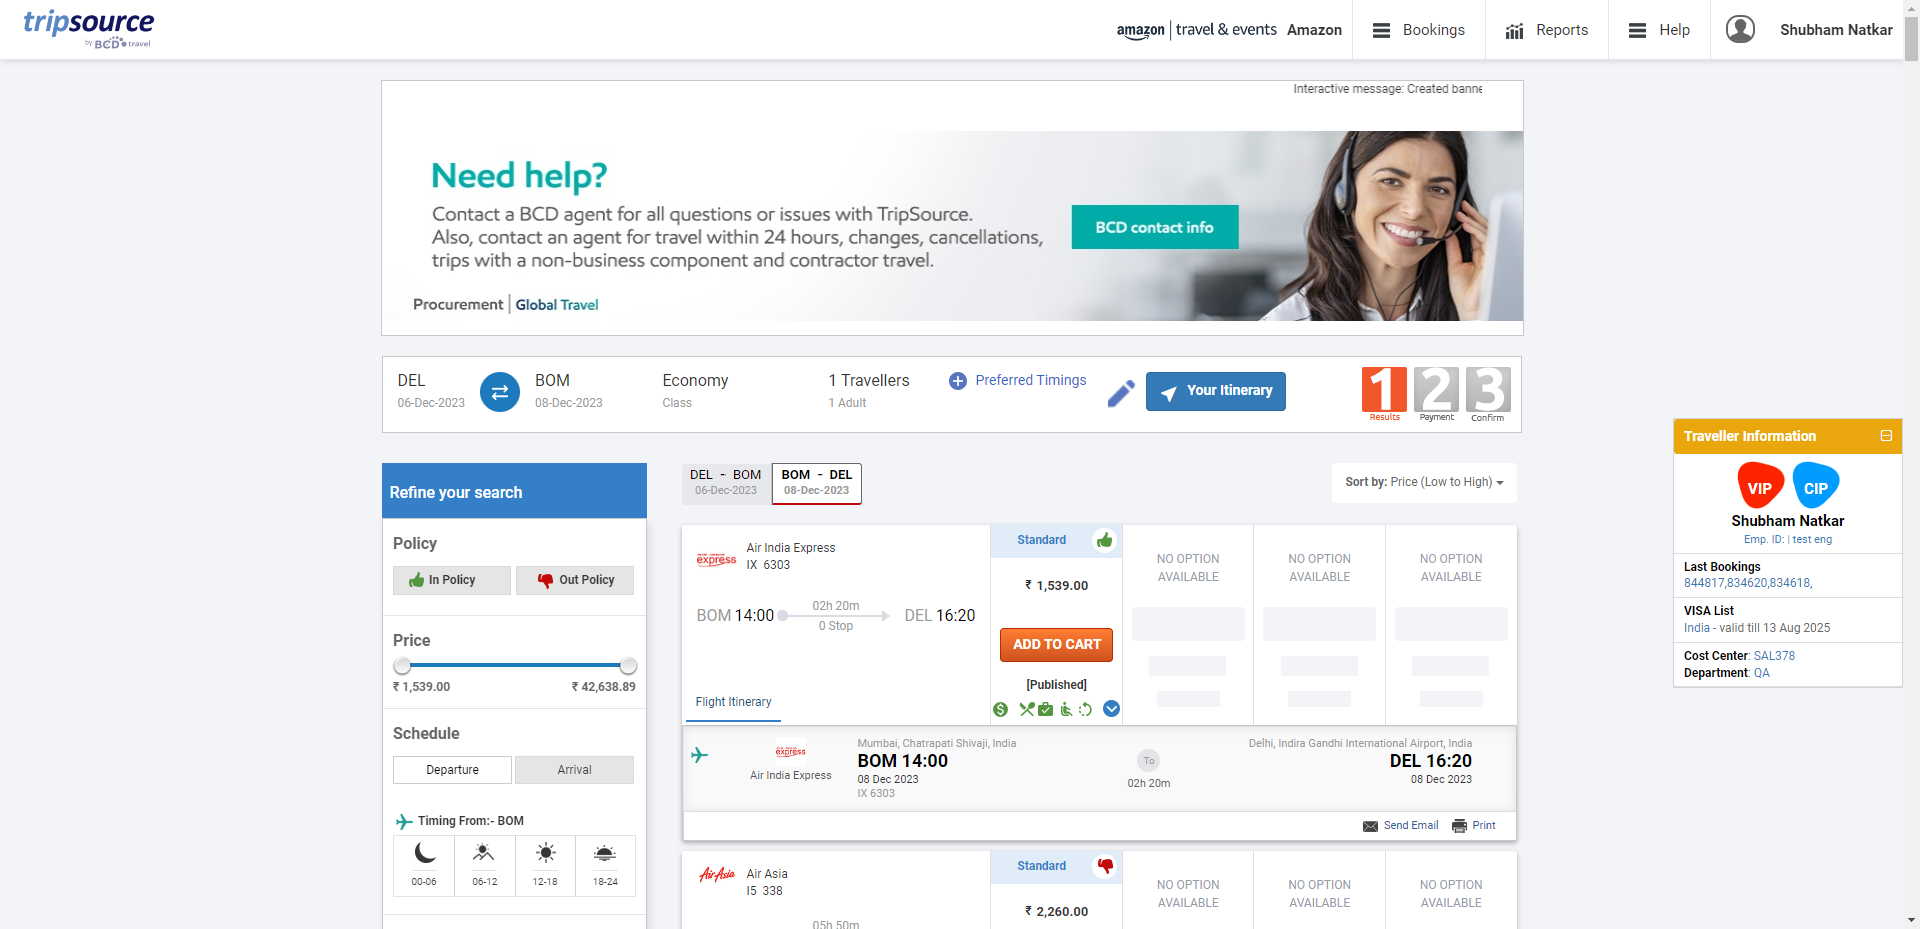 tripsource
by BCD travel
amazon | travel & events Amazon
Bookings
Reports
Help
Shubham Natkar
Interactive message: Created banne
Need help?
Contact a BCD agent for all questions or issues with TripSource.
Also, contact an agent for travel within 24 hours, changes, cancellations,
trips with a non-business component and contractor travel.
BCD contact info
Procurement | Global Travel
DEL
06-Dec-2023
BOM
08-Dec-2023
Economy
Class
1 Travellers
1 Adult
Preferred Timings
Your Itinerary
1 Results
2 Payment
3 Confirm
Refine your search
Policy
In Policy
Out Policy
Price
₹ 1,539.00
₹ 42,638.89
Schedule
Departure
Arrival
Timing From:- BOM
00-06
06-12
12-18
18-24
DEL - BOM
06-Dec-2023
BOM - DEL
08-Dec-2023
Sort by: Price (Low to High)
express
Air India Express
IX 6303
BOM 14:00
02h 20m
0 Stop
DEL 16:20
Flight Itinerary
Standard
₹ 1,539.00
ADD TO CART
[Published]
NO OPTION
AVAILABLE
NO OPTION
AVAILABLE
NO OPTION
AVAILABLE
express
Air India Express
Mumbai, Chatrapati Shivaji, India
BOM 14:00
08 Dec 2023
IX 6303
To
02h 20m
Delhi, Indira Gandhi International Airport, India
DEL 16:20
08 Dec 2023
Send Email
Print
AirAsia
Air Asia
I5 338
05h 50m
Standard
₹ 2,260.00
NO OPTION
AVAILABLE
NO OPTION
AVAILABLE
NO OPTION
AVAILABLE
Traveller Information
VIP
CIP
Shubham Natkar
Emp. ID: | test eng
Last Bookings
844817,834620,834618,
VISA List
India - valid till 13 Aug 2025
Cost Center: SAL378
Department: QA